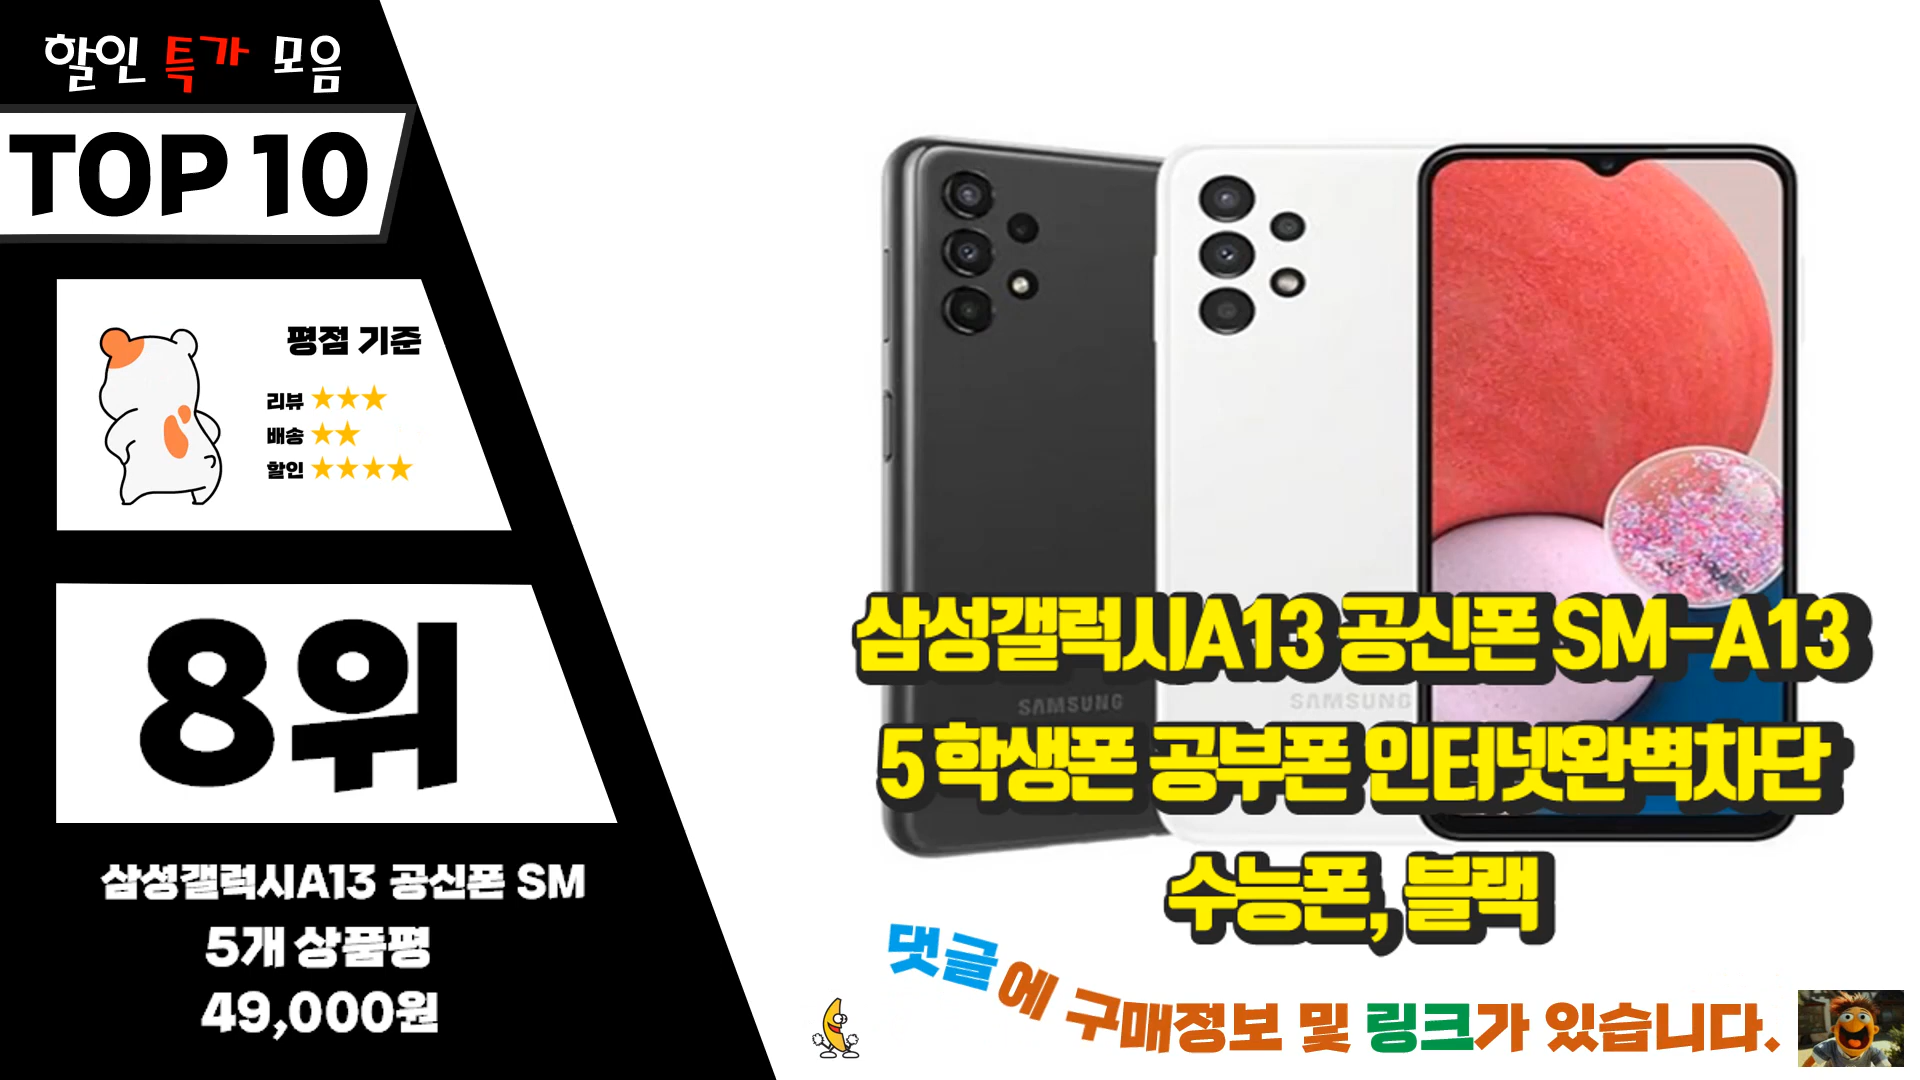 할인 특가 모음
TOP 10
평점 기준
리뷰 ★★★
배송 ★★
할인 ★★★★
8위
삼성갤럭시A13 공신폰 SM
5개 상품평
49,000원
SAMSUNG
SAMSUNG
삼성갤럭시A13 공신폰 SM-A13
5 학생폰 공부폰 인터넷완벽차단
수능폰, 블랙
댓글에 구매정보 및 링크가 있습니다.